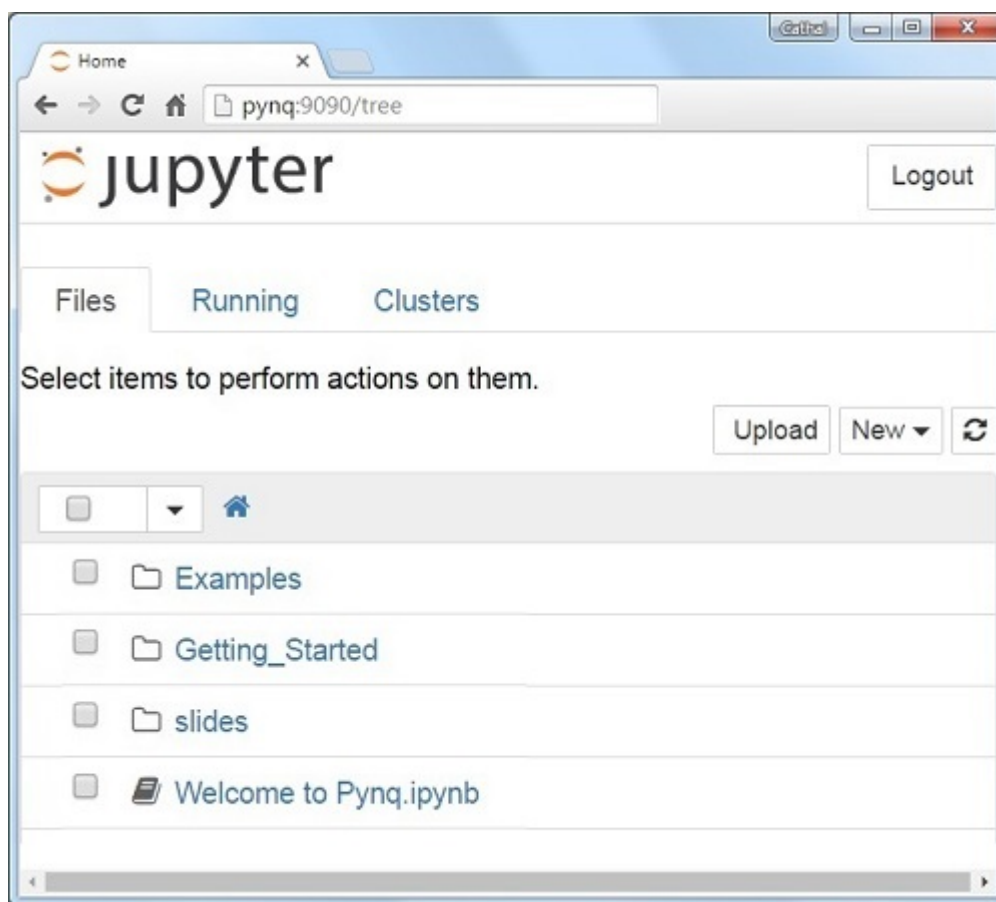 Cathal
Home
pynq:9090/tree
jupyter
Logout
Files Running Clusters
Select items to perform actions on them.
Upload New
Examples
Getting_Started
slides
Welcome to Pynq.ipynb